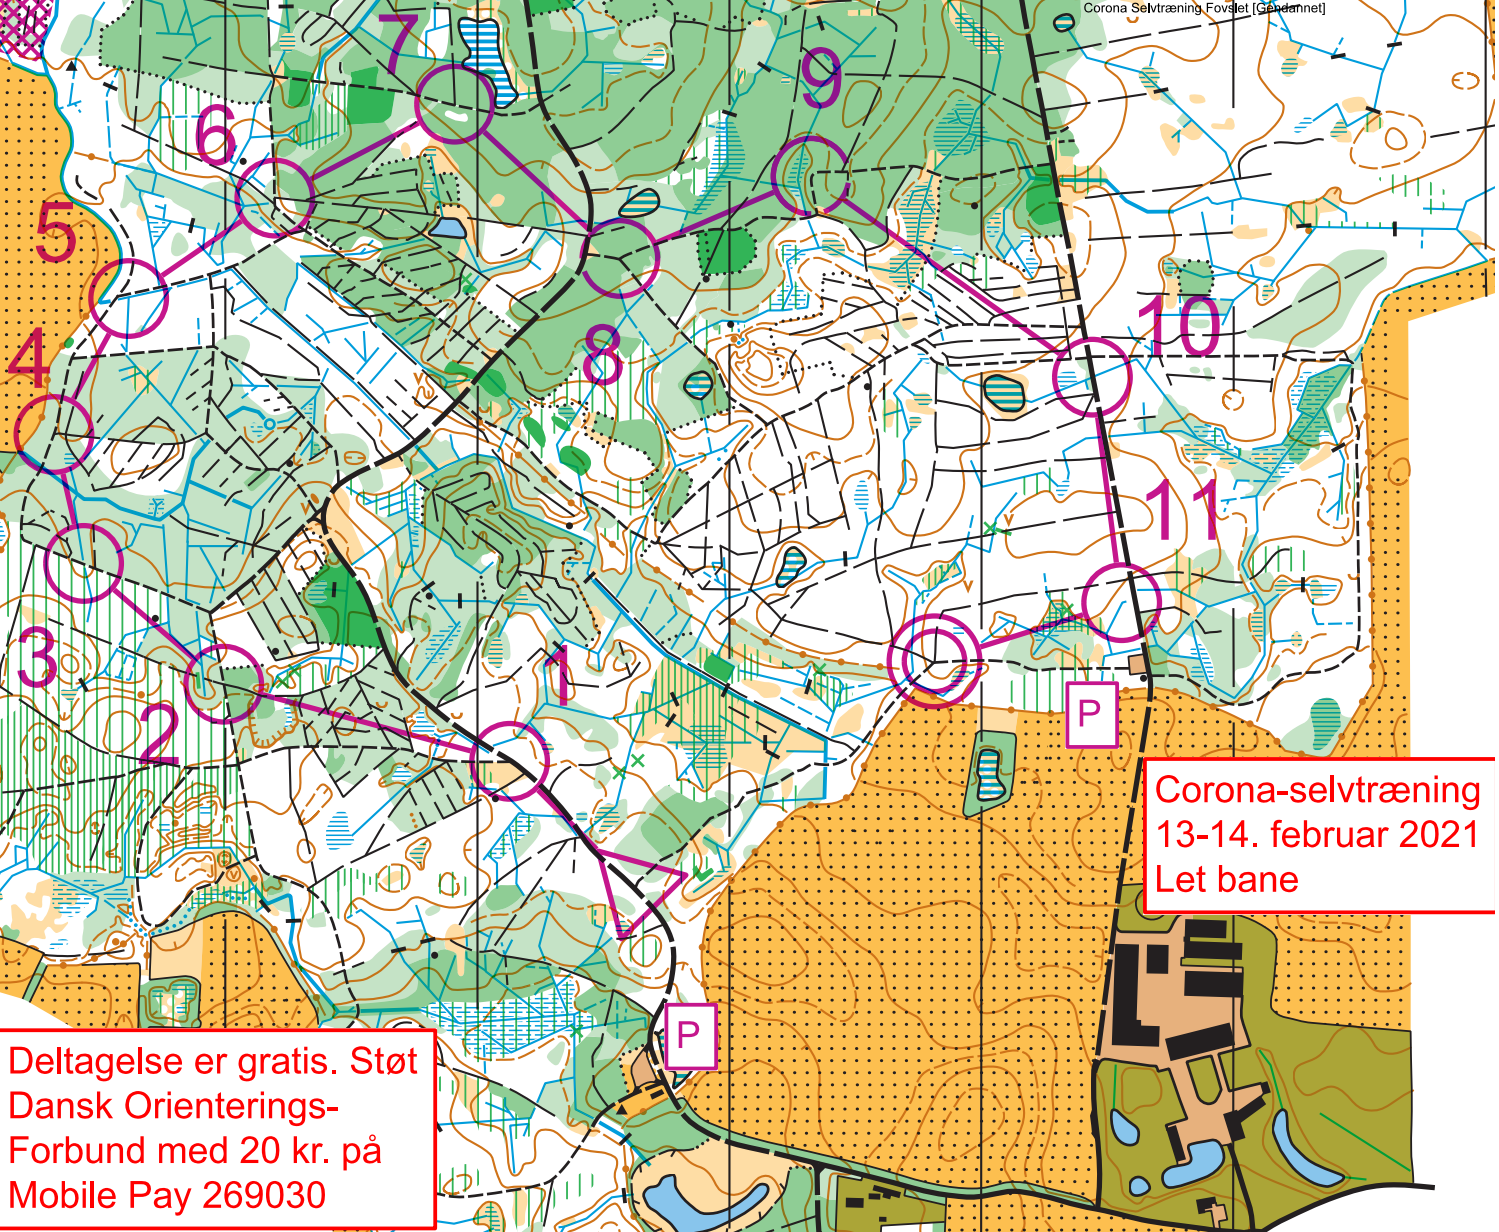 Corona Selvtræning Fovslet [Gendannet]
7
9
6
5
10
4
8
11
1
3
2
P
Corona-selvtræning
13-14. februar 2021
Let bane
P
Deltagelse er gratis. Støt
Dansk Orienterings-
Forbund med 20 kr. på
Mobile Pay 269030